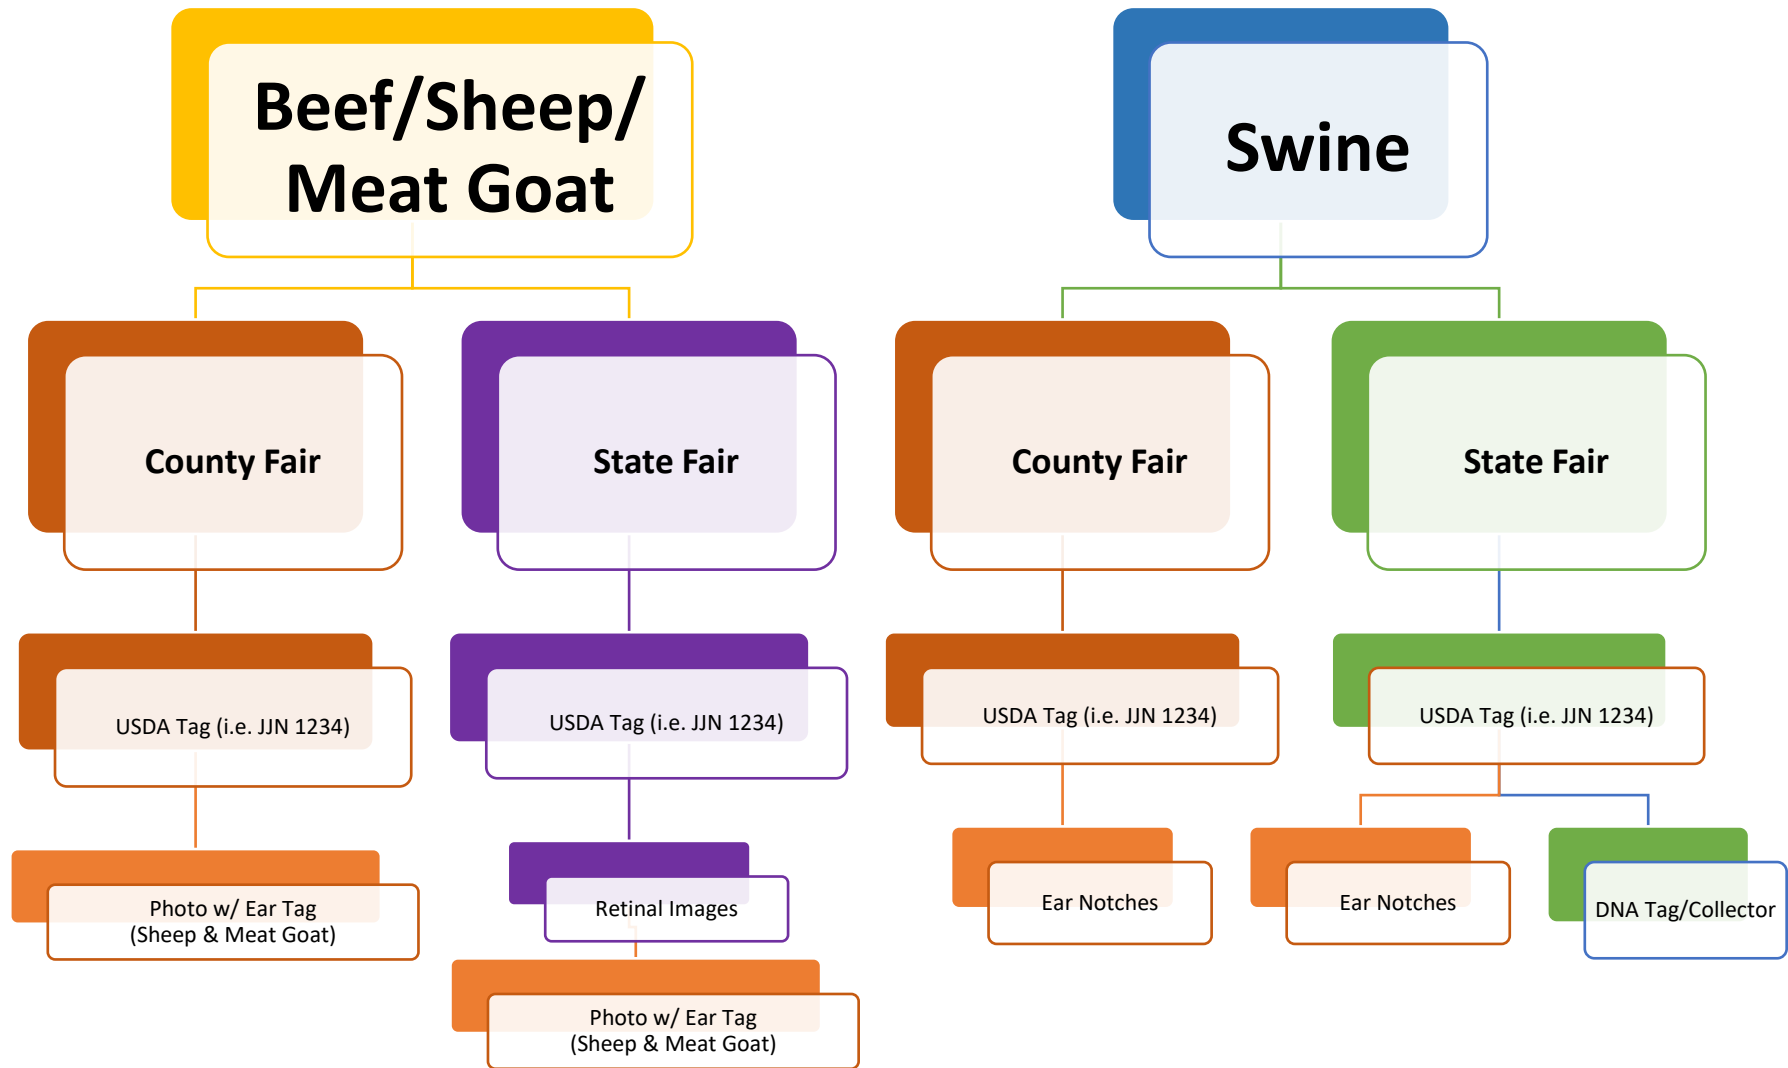 Beef/Sheep/
Meat Goat
Swine
County Fair
State Fair
County Fair
State Fair
USDA Tag (i.e. JJN 1234)
USDA Tag (i.e. JJN 1234)
USDA Tag (i.e. JJN 1234)
USDA Tag (i.e. JJN 1234)
Photo w/ Ear Tag
(Sheep & Meat Goat)
Retinal Images
Ear Notches
Ear Notches
DNA Tag/Collector
Photo w/ Ear Tag
(Sheep & Meat Goat)